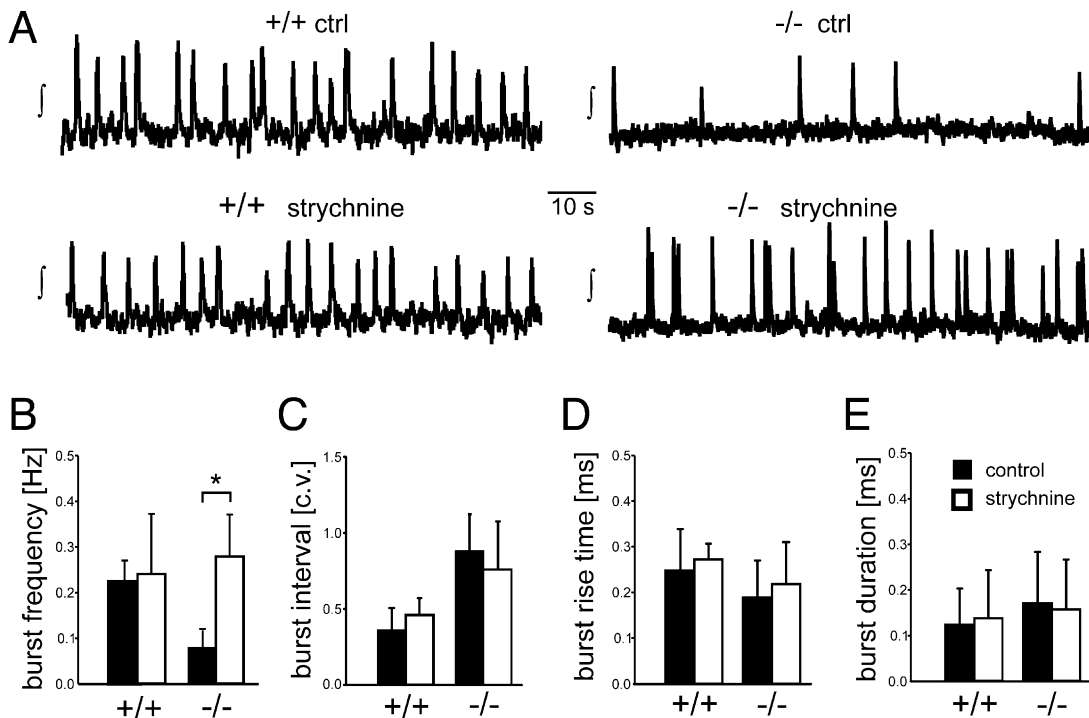 A
+/+ ctrl
-/- ctrl
∫
∫
+/+ strychnine
10 s
-/- strychnine
∫
∫
B
burst frequency [Hz]
0.5
0.4
0.3
0.2
0.1
0.0
*
+/+
-/-
C
burst interval [c.v.]
1.5
1.0
0.5
0.0
+/+
-/-
D
burst rise time [ms]
0.5
0.4
0.3
0.2
0.1
0.0
+/+
-/-
E
burst duration [ms]
0.5
0.4
0.3
0.2
0.1
0.0
control
strychnine
+/+
-/-